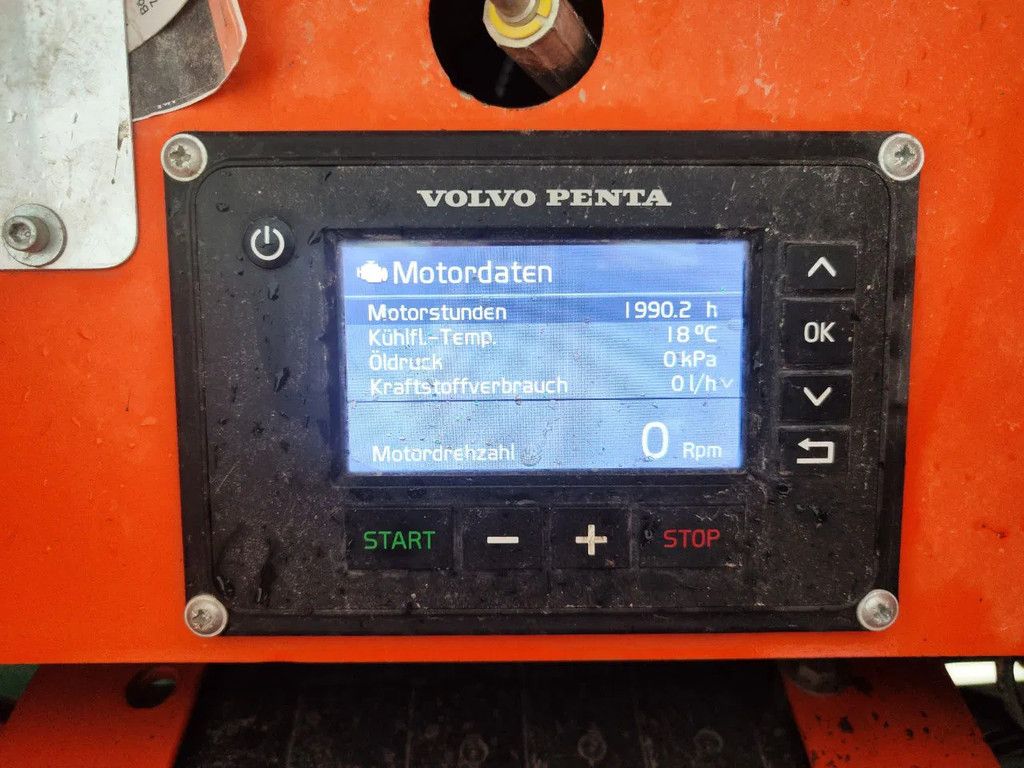 VOLVO PENTA
Motordaten
Motorstunden 1990.2 h
Kühlfl.-Temp. 18 ºC
Öldruck 0 kPa
Kraftstoffverbrauch 0 l/h
Motordrehzahl 0 Rpm
OK
START − + STOP